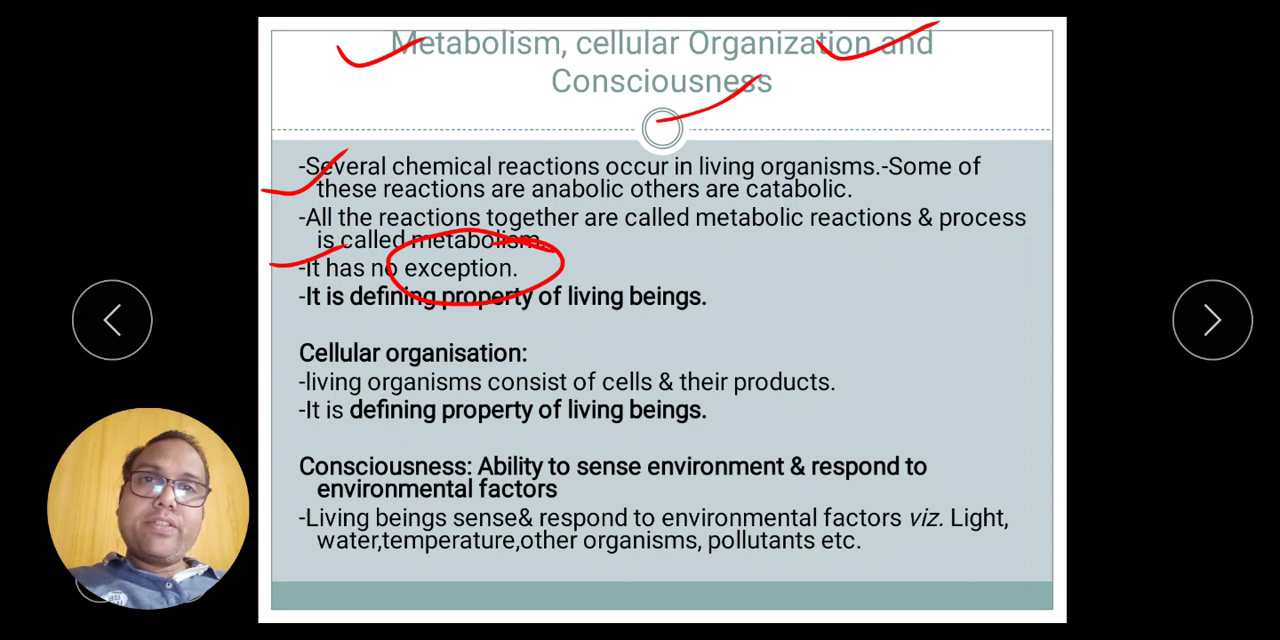 Metabolism, cellular Organization and
Consciousness
-Several chemical reactions occur in living organisms.-Some of
these reactions are anabolic others are catabolic.
-All the reactions together are called metabolic reactions & process
is called metabolism.
-It has no exception.
-It is defining property of living beings.
Cellular organisation:
-living organisms consist of cells & their products.
-It is defining property of living beings.
Consciousness: Ability to sense environment & respond to
environmental factors
-Living beings sense& respond to environmental factors viz. Light,
water,temperature,other organisms, pollutants etc.